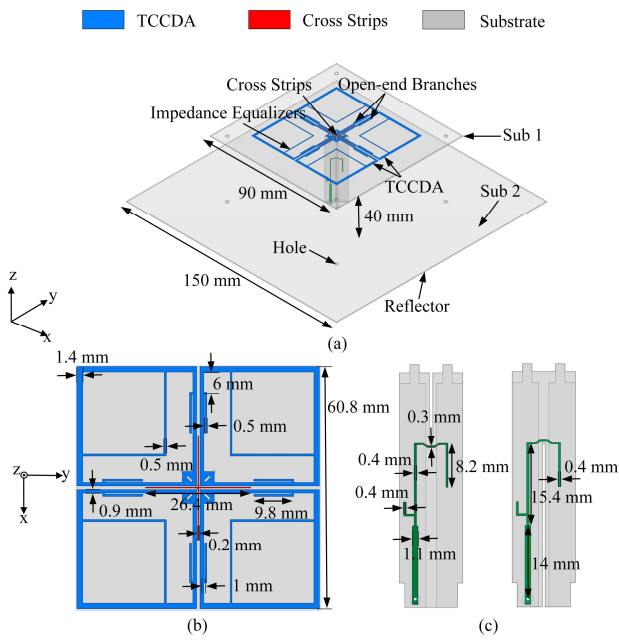 TCCDA Cross Strips Substrate
Cross Strips Open-end Branches
Impedance Equalizers
Sub 1
TCCDA
90 mm
40 mm
Sub 2
Hole
150 mm
Reflector
z
y
x
(a)
1.4 mm
6 mm
60.8 mm
0.5 mm
0.5 mm
z
y
x
0.9 mm
26.4 mm
9.8 mm
0.2 mm
1 mm
(b)
0.3 mm
0.4 mm
8.2 mm
0.4 mm
0.4 mm
15.4 mm
1.1 mm
14 mm
(c)